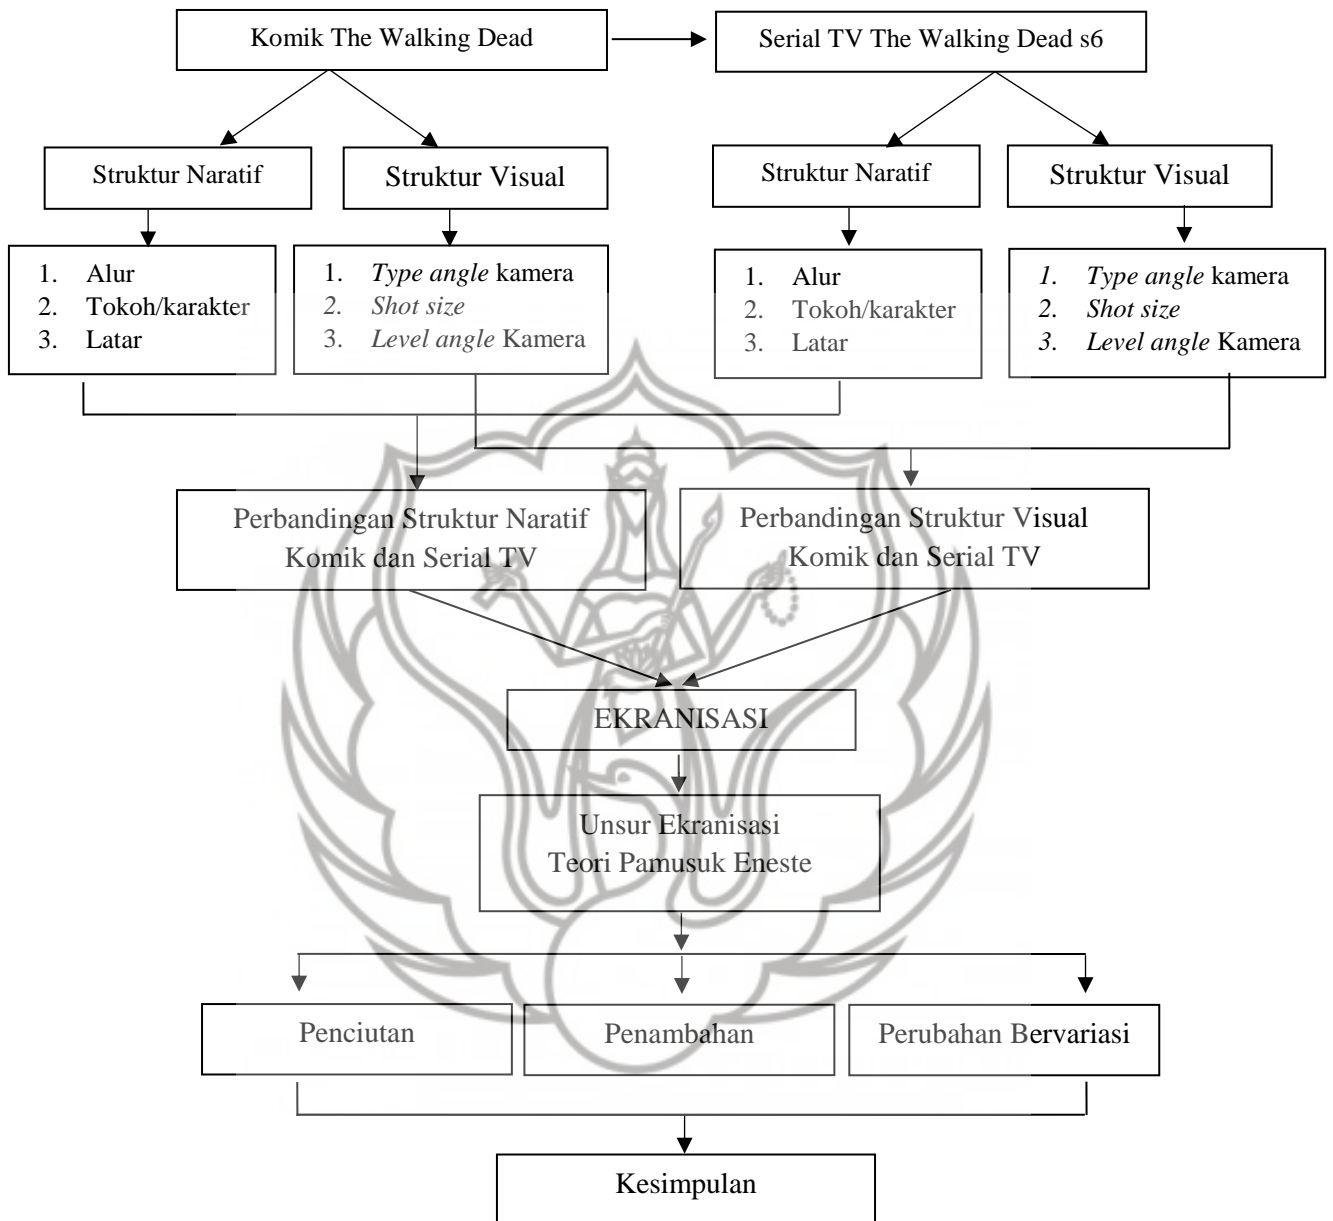 Komik The Walking Dead
Serial TV The Walking Dead s6
Struktur Naratif
Struktur Visual
Struktur Naratif
Struktur Visual
1. Alur
2. Tokoh/karakter
3. Latar
1. Type angle kamera
2. Shot size
3. Level angle Kamera
1. Alur
2. Tokoh/karakter
3. Latar
1. Type angle kamera
2. Shot size
3. Level angle Kamera
Perbandingan Struktur Naratif
Komik dan Serial TV
Perbandingan Struktur Visual
Komik dan Serial TV
EKRANISASI
Unsur Ekranisasi
Teori Pamusuk Eneste
Penciutan
Penambahan
Perubahan Bervariasi
Kesimpulan